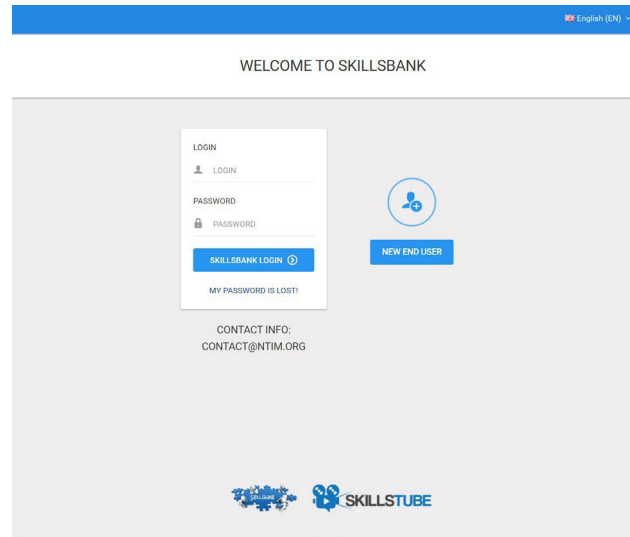 English (EN)
WELCOME TO SKILLSBANK
LOGIN
LOGIN
PASSWORD
PASSWORD
SKILLSBANK LOGIN
MY PASSWORD IS LOST!
NEW END USER
CONTACT INFO:
CONTACT@NTIM.ORG
SKILLSBANK
SKILLSTUBE